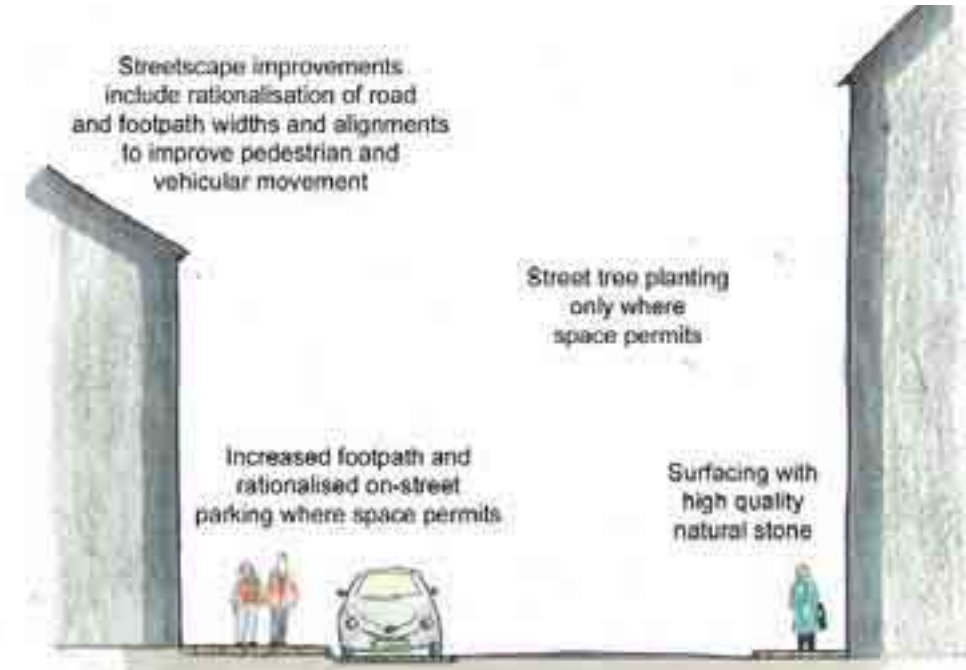 Streetscape improvements
include rationalisation of road
and footpath widths and alignments
to improve pedestrian and
vehicular movement
Street tree planting
only where
space permits
Increased footpath and
rationalised on-street
parking where space permits
Surfacing with
high quality
natural stone